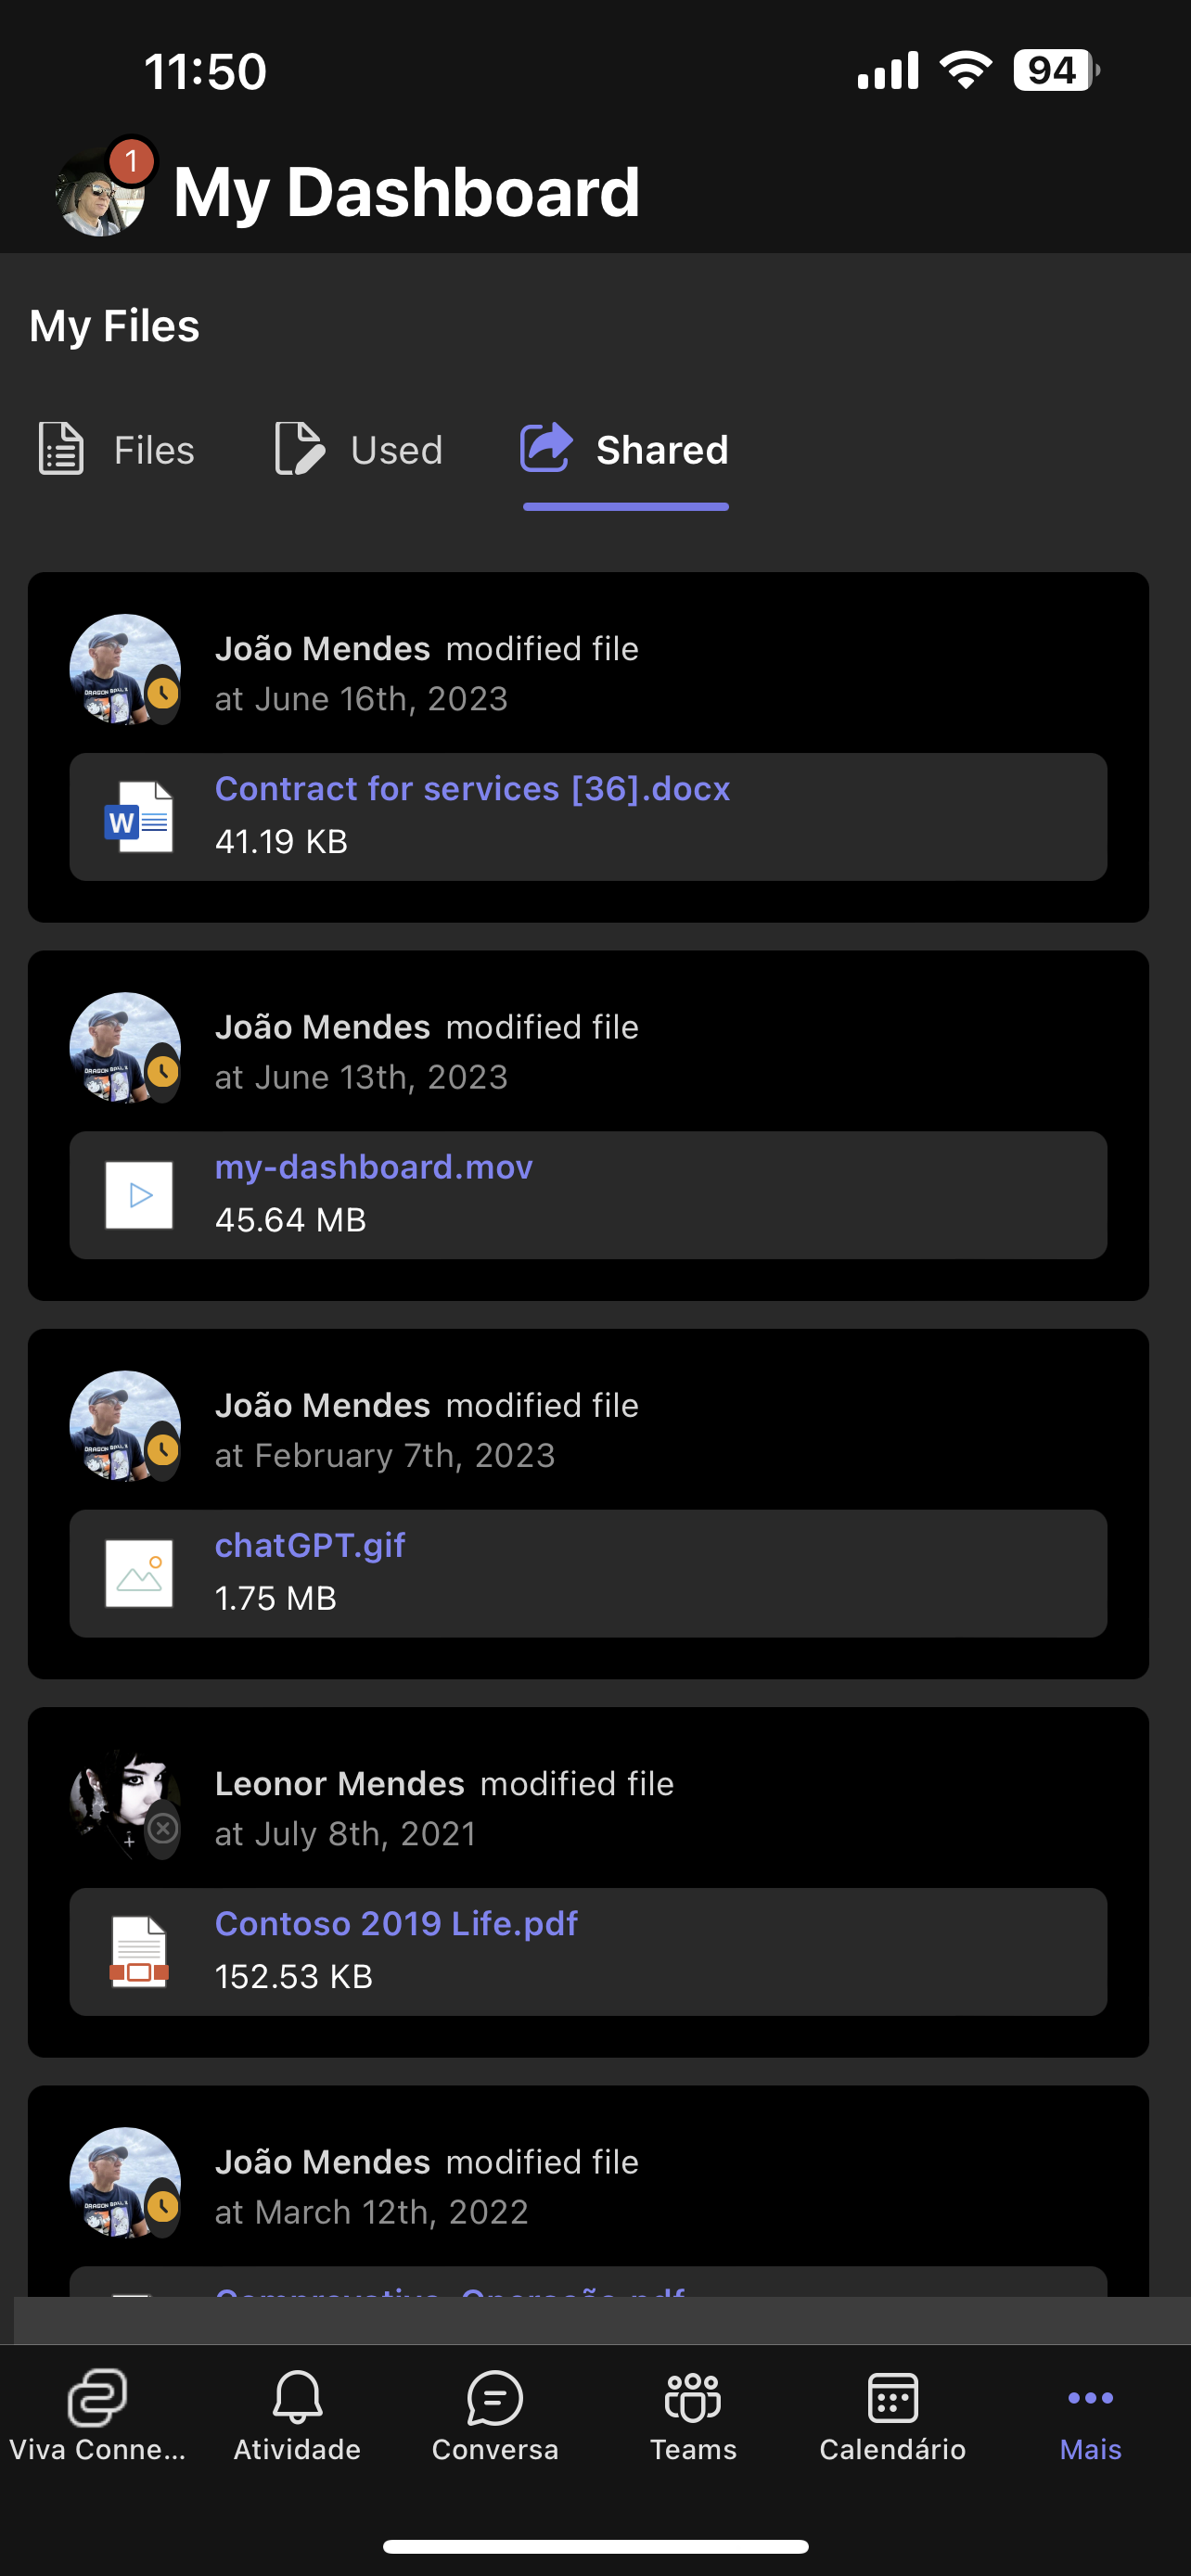 11:50
94
1
My Dashboard
My Files
Files
Used
Shared
João Mendes modified file
at June 16th, 2023
W
Contract for services [36].docx
41.19 KB
João Mendes modified file
at June 13th, 2023
my-dashboard.mov
45.64 MB
João Mendes modified file
at February 7th, 2023
chatGPT.gif
1.75 MB
Leonor Mendes modified file
at July 8th, 2021
Contoso 2019 Life.pdf
152.53 KB
João Mendes modified file
at March 12th, 2022
Viva Conne...
Atividade
Conversa
Teams
Calendário
Mais